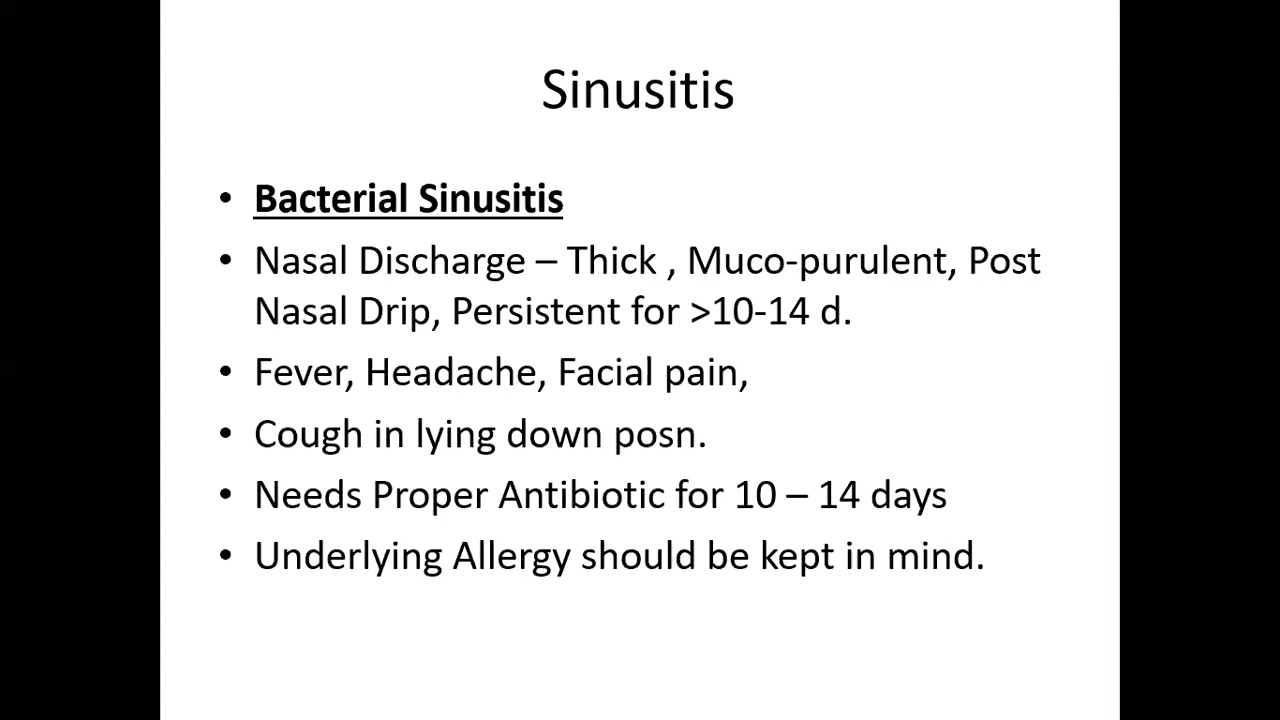 Sinusitis
• Bacterial Sinusitis
• Nasal Discharge – Thick , Muco-purulent, Post
Nasal Drip, Persistent for >10-14 d.
• Fever, Headache, Facial pain,
• Cough in lying down posn.
• Needs Proper Antibiotic for 10 – 14 days
• Underlying Allergy should be kept in mind.